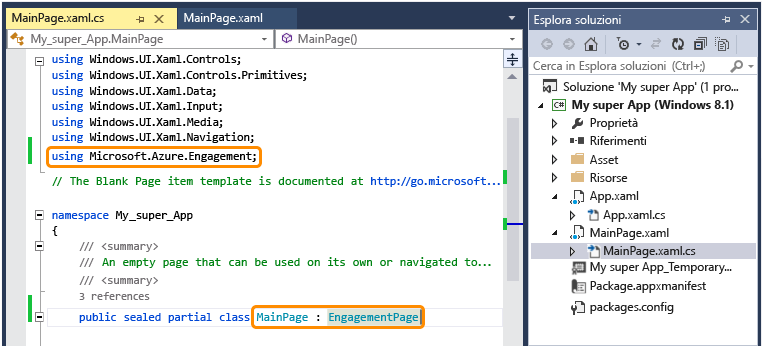 MainPage.xaml.cs
MainPage.xaml
My_super_App.MainPage
MainPage()
using Windows.UI.Xaml.Controls;
using Windows.UI.Xaml.Controls.Primitives;
using Windows.UI.Xaml.Data;
using Windows.UI.Xaml.Input;
using Windows.UI.Xaml.Media;
using Windows.UI.Xaml.Navigation;
using Microsoft.Azure.Engagement;
// The Blank Page item template is documented at http://go.microsoft...
namespace My_super_App
{
/// <summary>
/// An empty page that can be used on its own or navigated to...
/// <summary>
3 references
public sealed partial class MainPage : EngagementPage
Esplora soluzioni
Cerca in Esplora soluzioni (Ctrl+;)
Soluzione 'My super App' (1 pro...
C# My super App (Windows 8.1)
Proprietà
Riferimenti
Asset
Risorse
App.xaml
App.xaml.cs
MainPage.xaml
MainPage.xaml.cs
My super App_Temporary...
Package.appxmanifest
packages.config